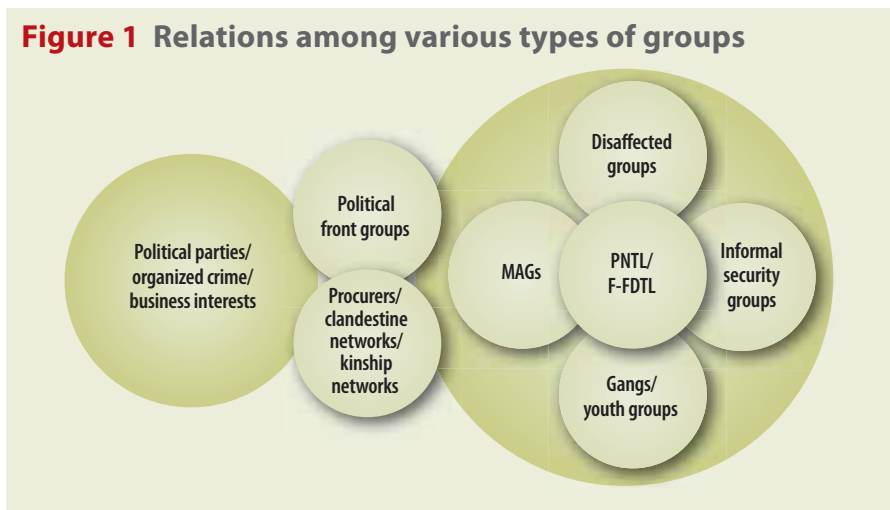 Figure 1 Relations among various types of groups
Political parties/
organized crime/
business interests
Political
front groups
Procurers/
clandestine
networks/
kinship
networks
Disaffected
groups
MAGs
PNTL/
F-FDTL
Informal
security
groups
Gangs/
youth groups